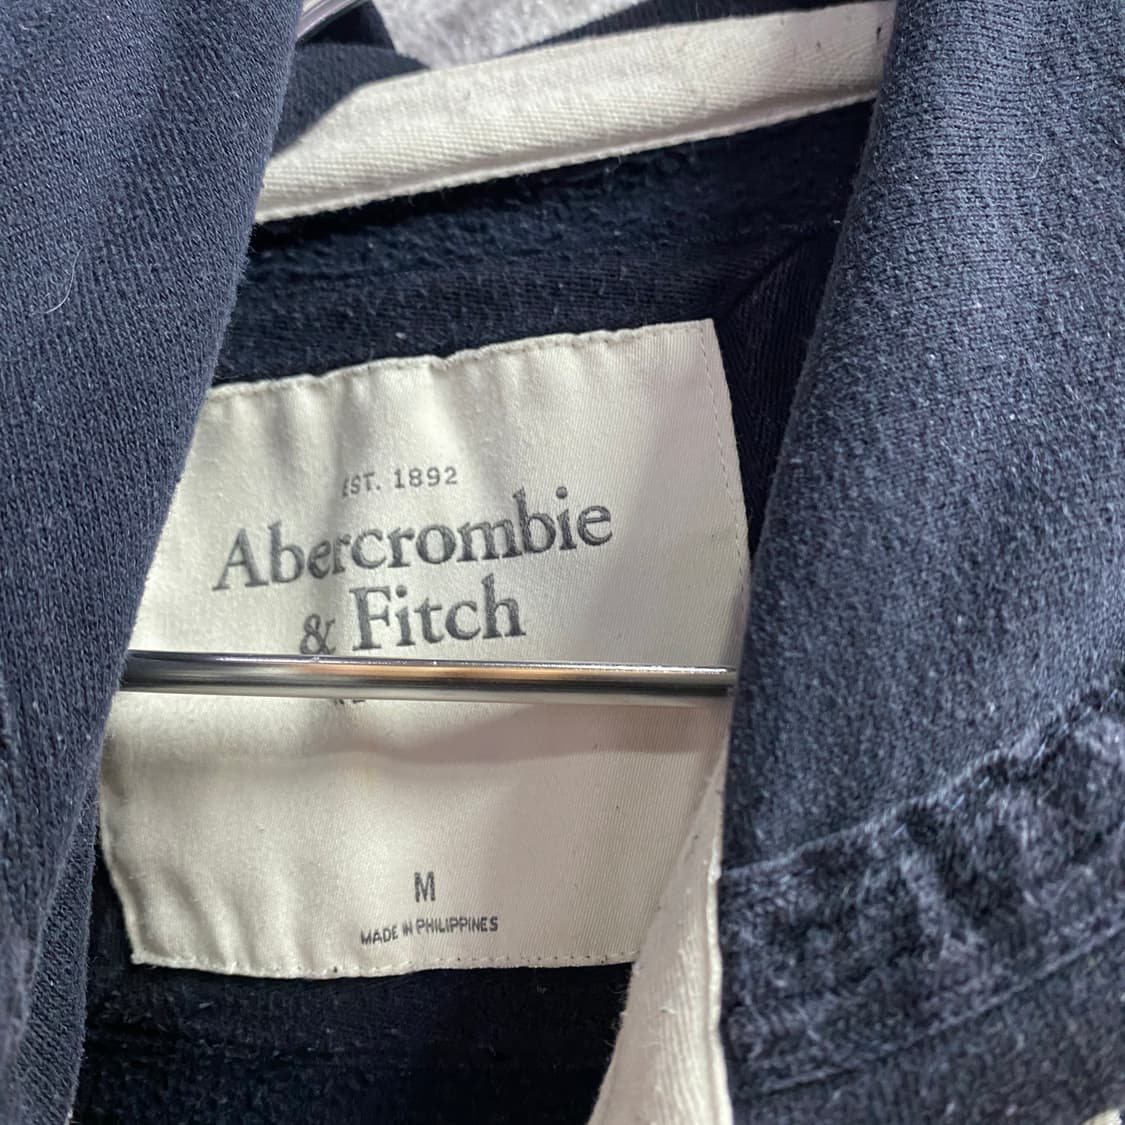 EST. 1892
Abercrombie
& Fitch
M
MADE IN PHILIPPINES